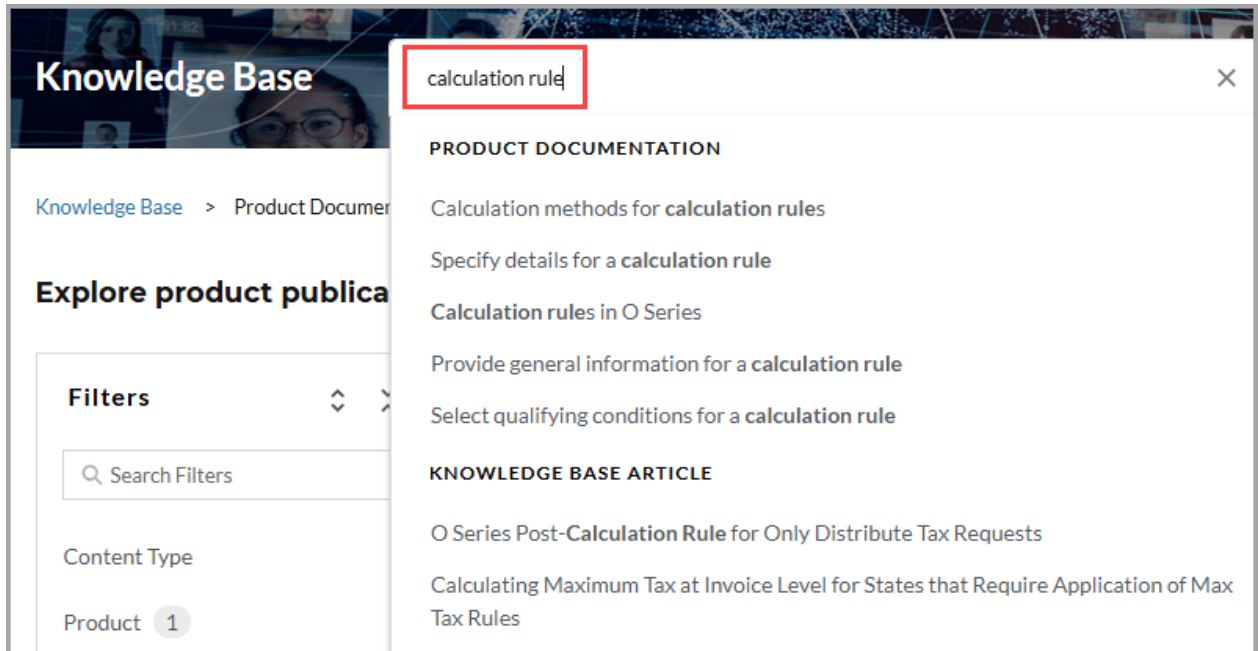 Knowledge Base
calculation rule
PRODUCT DOCUMENTATION
Knowledge Base > Product Documen
Calculation methods for calculation rules
Specify details for a calculation rule
Explore product publica
Calculation rules in O Series
Provide general information for a calculation rule
Filters
Select qualifying conditions for a calculation rule
Search Filters
KNOWLEDGE BASE ARTICLE
O Series Post-Calculation Rule for Only Distribute Tax Requests
Content Type
Calculating Maximum Tax at Invoice Level for States that Require Application of Max
Tax Rules
Product 1